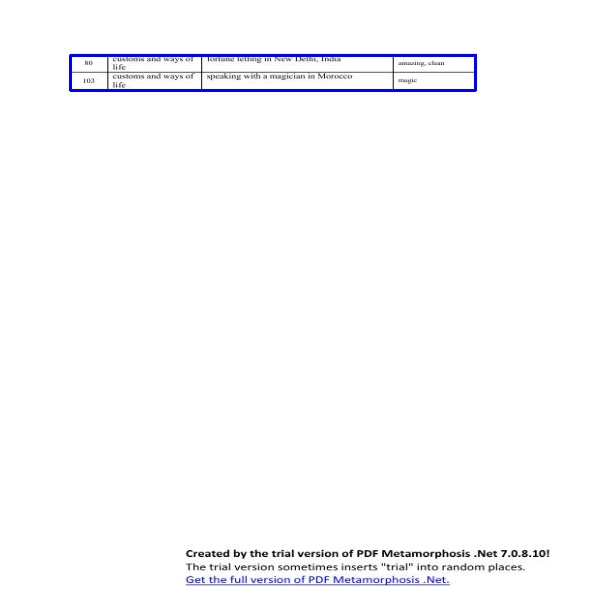 80 customs and ways of life fortune telling in New Delhi, India amazing, clean
103 customs and ways of life speaking with a magician in Morocco magic
Created by the trial version of PDF Metamorphosis .Net 7.0.8.10!
The trial version sometimes inserts "trial" into random places.
Get the full version of PDF Metamorphosis .Net.